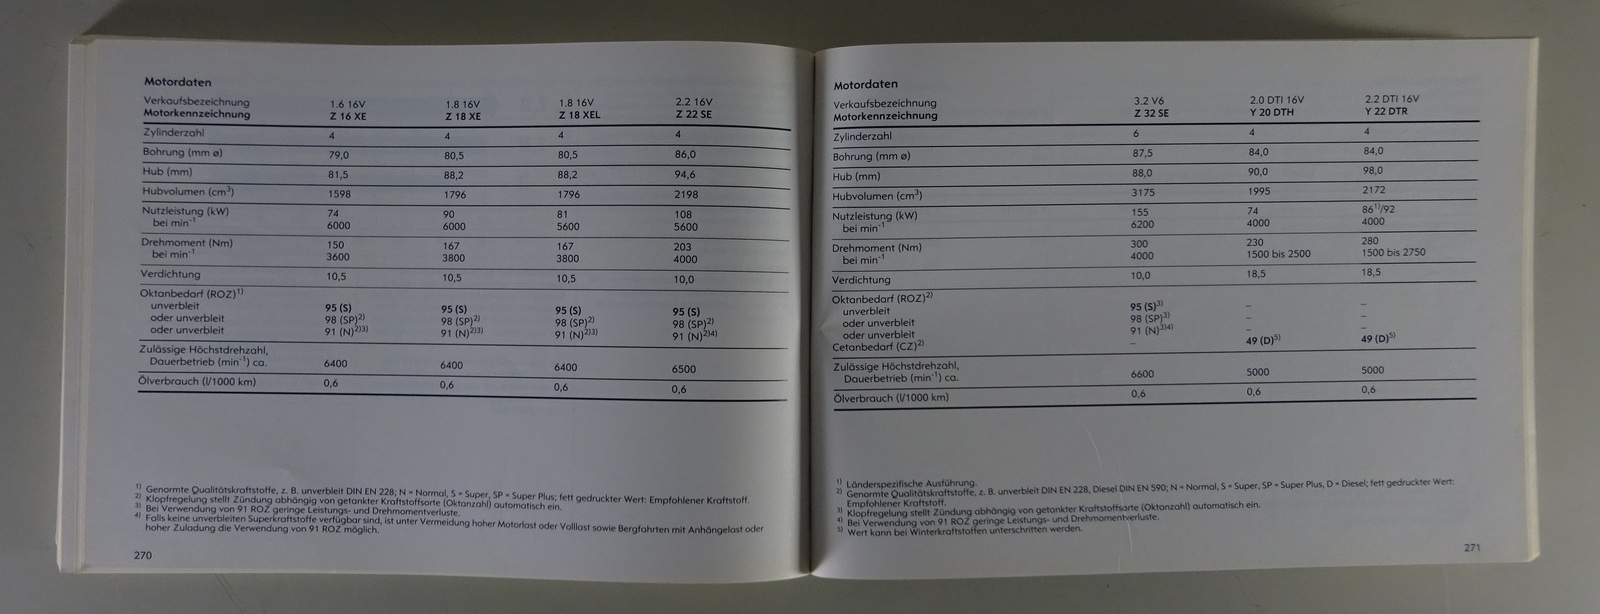 Motordaten
Verkaufsbezeichnung 1.6 16V 1.8 16V 1.8 16V 2.2 16V
Motorkennzeichnung Z 16 XE Z 18 XE Z 18 XEL Z 22 SE
Zylinderzahl 4 4 4 4
Bohrung (mm ø) 79,0 80,5 80,5 86,0
Hub (mm) 81,5 88,2 88,2 94,6
Hubvolumen (cm³) 1598 1796 1796 2198
Nutzleistung (kW) 74 90 81 108
bei min⁻¹ 6000 6000 5600 5600
Drehmoment (Nm) 150 167 167 203
bei min⁻¹ 3600 3800 3800 4000
Verdichtung 10,5 10,5 10,5 10,0
Oktanbedarf (ROZ)¹⁾
unverbleit 95 (S) 95 (S) 95 (S) 95 (S)
oder unverbleit 98 (SP)²⁾ 98 (SP)²⁾ 98 (SP)²⁾ 98 (SP)²⁾
oder unverbleit 91 (N)²⁾³⁾ 91 (N)²⁾³⁾ 91 (N)²⁾³⁾ 91 (N)²⁾⁴⁾
Zulässige Höchstdrehzahl,
Dauerbetrieb (min⁻¹) ca. 6400 6400 6400 6500
Ölverbrauch (l/1000 km) 0,6 0,6 0,6 0,6
¹⁾ Genormte Qualitätskraftstoffe, z. B. unverbleit DIN EN 228; N = Normal, S = Super, SP = Super Plus; fett gedruckter Wert: Empfohlener Kraftstoff.
²⁾ Klopfregelung stellt Zündung abhängig von getankter Kraftstoffsorte (Oktanzahl) automatisch ein.
³⁾ Bei Verwendung von 91 ROZ geringe Leistungs- und Drehmomentverluste.
⁴⁾ Falls keine unverbleiten Superkraftstoffe verfügbar sind, ist unter Vermeidung hoher Motorlast oder Volllast sowie Bergfahrten mit Anhängelast oder
hoher Zuladung die Verwendung von 91 ROZ möglich.
270
Motordaten
Verkaufsbezeichnung 3.2 V6 2.0 DTI 16V 2.2 DTI 16V
Motorkennzeichnung Z 32 SE Y 20 DTH Y 22 DTR
Zylinderzahl 6 4 4
Bohrung (mm ø) 87,5 84,0 84,0
Hub (mm) 88,0 90,0 98,0
Hubvolumen (cm³) 3175 1995 2172
Nutzleistung (kW) 155 74 86¹⁾/92
bei min⁻¹ 6200 4000 4000
Drehmoment (Nm) 300 230 280
bei min⁻¹ 4000 1500 bis 2500 1500 bis 2750
Verdichtung 10,0 18,5 18,5
Oktanbedarf (ROZ)²⁾
unverbleit 95 (S)³⁾ – –
oder unverbleit 98 (SP)³⁾ – –
oder unverbleit 91 (N)³⁾⁴⁾ – –
Cetanbedarf (CZ)²⁾ – 49 (D)⁵⁾ 49 (D)⁵⁾
Zulässige Höchstdrehzahl,
Dauerbetrieb (min⁻¹) ca. 6600 5000 5000
Ölverbrauch (l/1000 km) 0,6 0,6 0,6
¹⁾ Länderspezifische Ausführung.
²⁾ Genormte Qualitätskraftstoffe, z. B. unverbleit DIN EN 228, Diesel DIN EN 590; N = Normal, S = Super, SP = Super Plus, D = Diesel; fett gedruckter Wert:
Empfohlener Kraftstoff.
³⁾ Klopfregelung stellt Zündung abhängig von getankter Kraftstoffsorte (Oktanzahl) automatisch ein.
⁴⁾ Bei Verwendung von 91 ROZ geringe Leistungs- und Drehmomentverluste.
⁵⁾ Wert kann bei Winterkraftstoffen unterschritten werden.
271